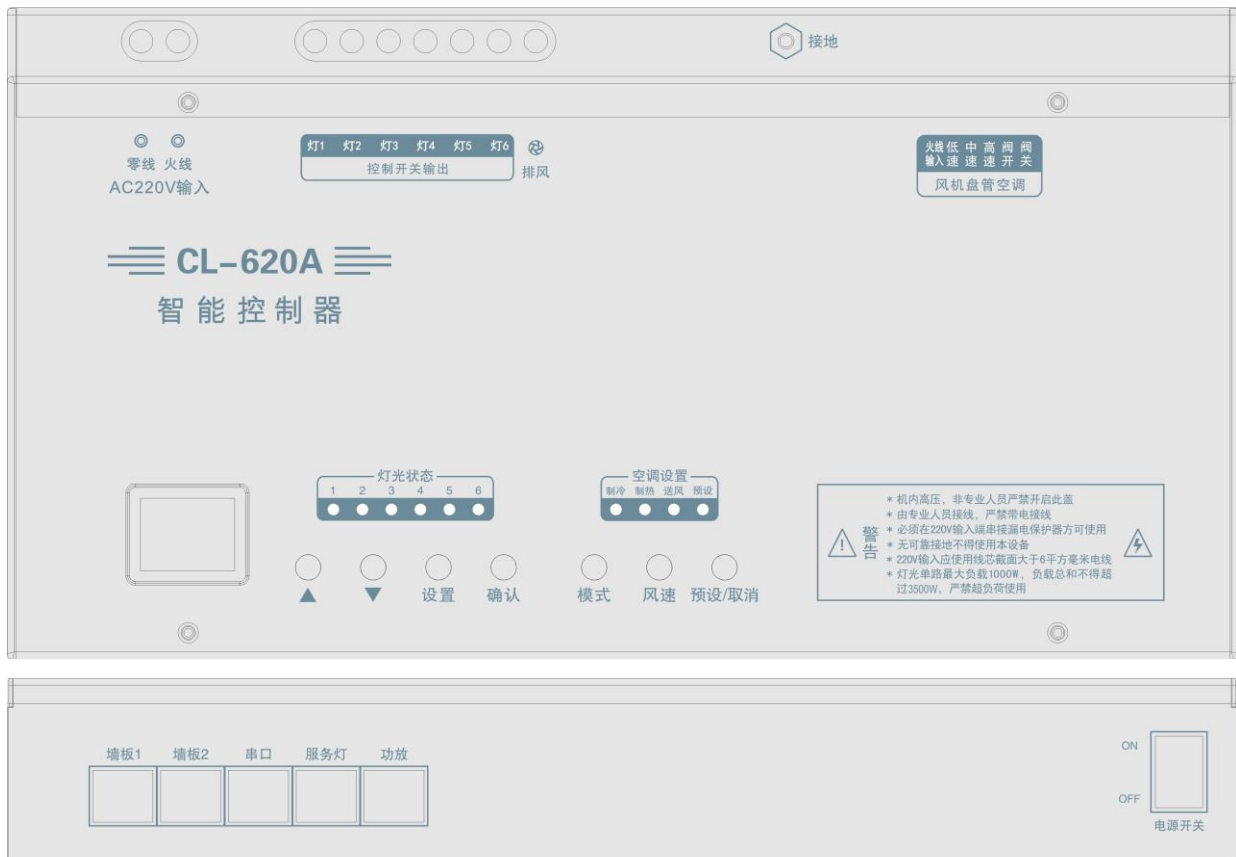 接地
零线 火线
AC220V输入
灯1 灯2 灯3 灯4 灯5 灯6
控制开关输出
排风
火线 低 中 高 阀 阀
输入 速 速 速 开 关
风机盘管空调
CL-620A
智能控制器
灯光状态
1 2 3 4 5 6
空调设置
制冷 制热 送风 预设
▲ ▼ 设置 确认 模式 风速 预设/取消
警告
* 机内高压，非专业人员严禁开启此盖
* 由专业人员接线，严禁带电接线
* 必须在220V输入端串接漏电保护器方可使用
* 无可靠接地不得使用本设备
* 220V输入应使用线芯截面大于6平方毫米电线
* 灯光单路最大负载1000W，负载总和不得超
过3500W，严禁超负荷使用
墙板1 墙板2 串口 服务灯 功放
ON
OFF
电源开关